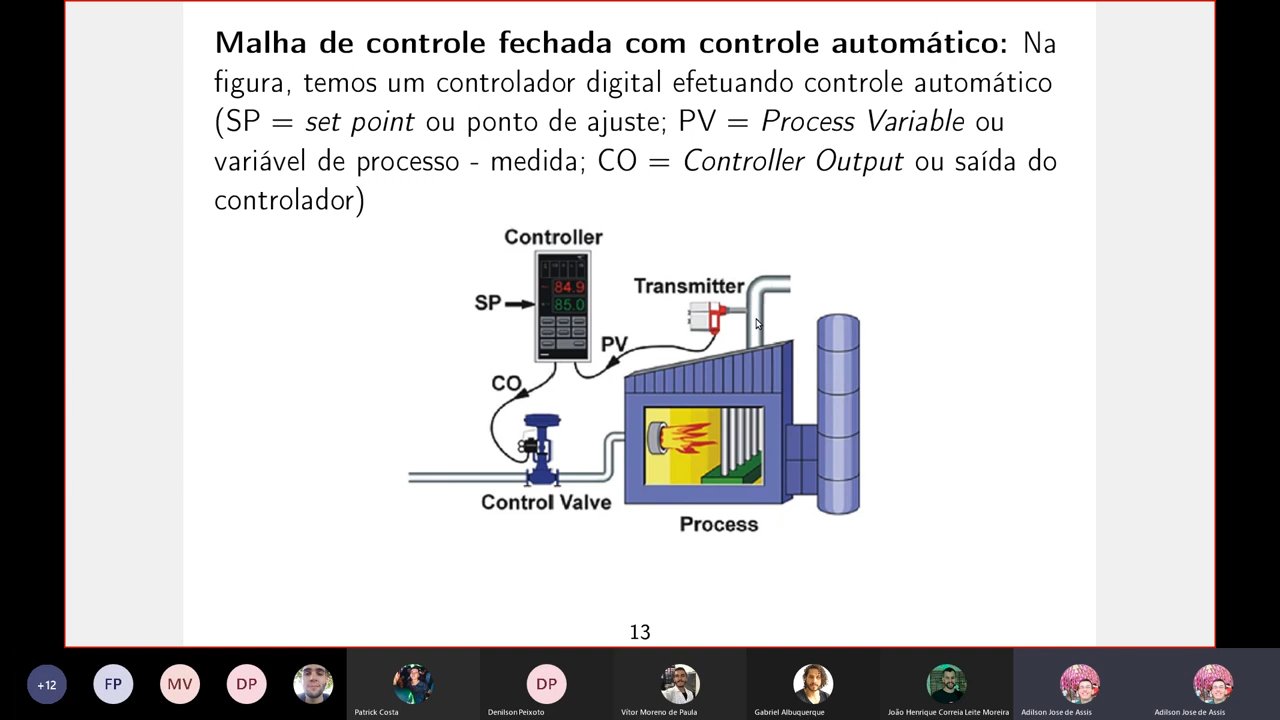 Malha de controle fechada com controle automático: Na
figura, temos um controlador digital efetuando controle automático
(SP = set point ou ponto de ajuste; PV = Process Variable ou
variável de processo - medida; CO = Controller Output ou saída do
controlador)
Controller
84.9
85.0
SP
Transmitter
PV
CO
Control Valve
Process
13
+12
FP
MV
DP
Patrick Costa
DP
Denilson Peixoto
Vítor Moreno de Paula
Gabriel Albuquerque
João Henrique Correia Leite Moreira
Adilson Jose de Assis
Adilson Jose de Assis